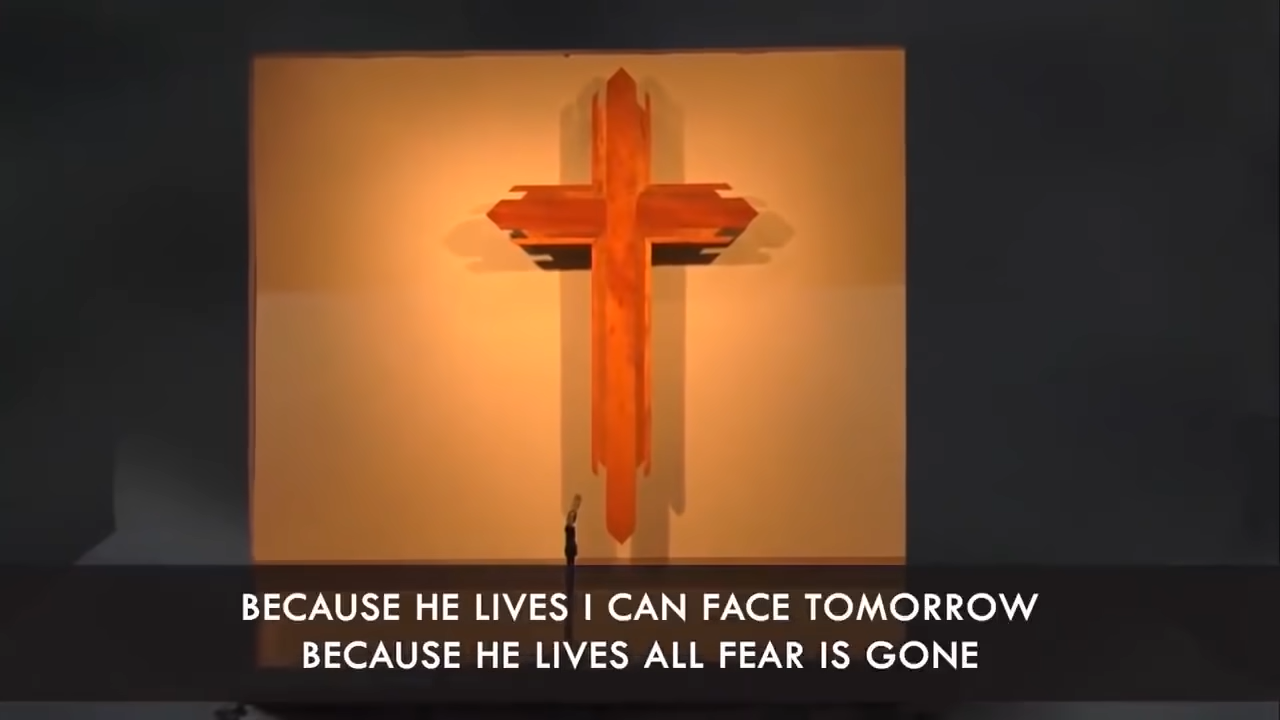 BECAUSE HE LIVES I CAN FACE TOMORROW
BECAUSE HE LIVES ALL FEAR IS GONE